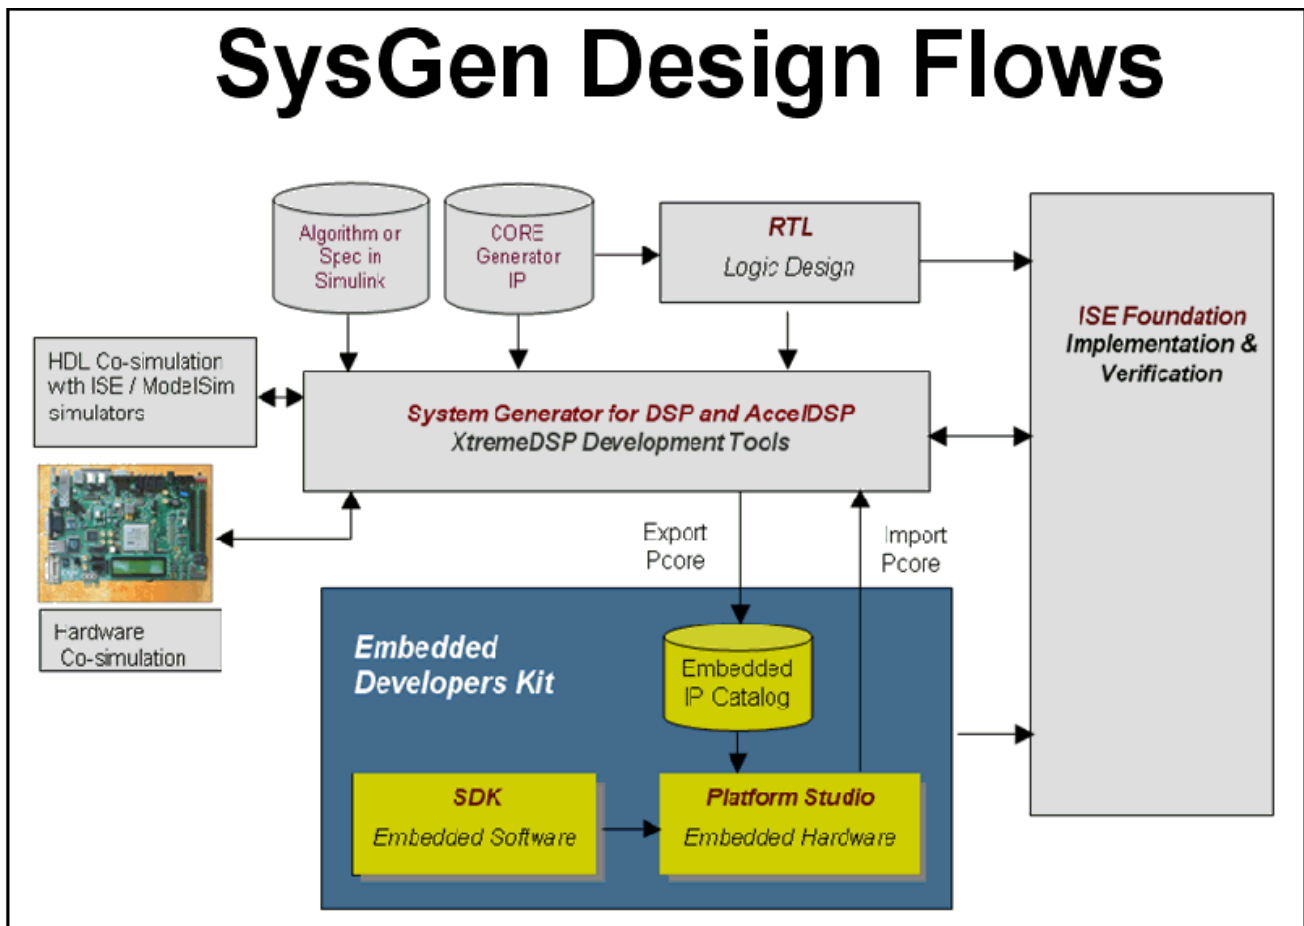 SysGen Design Flows
Algorithm or
Spec in
Simulink
CORE
Generator
IP
RTL
Logic Design
ISE Foundation
Implementation &
Verification
HDL Co-simulation
wth ISE / ModelSim
simulators
System Generator for DSP and AccelDSP
XtremeDSP Development Tools
Hardware
Co-simulation
Export
Pcore
Import
Pcore
Embedded
Developers Kit
Embedded
IP Catalog
SDK
Embedded Software
Platform Studio
Embedded Hardware